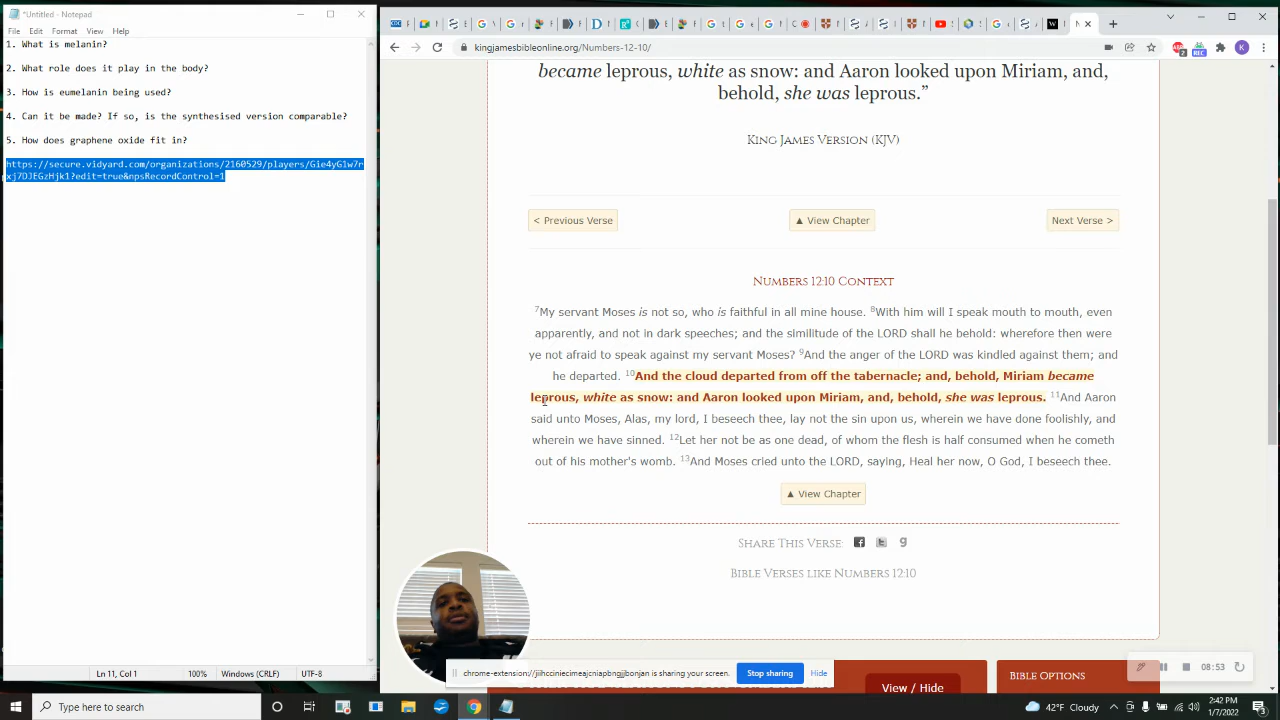 *Untitled - Notepad
File Edit Format View Help
1. What is melanin?
2. What role does it play in the body?
3. How is eumelanin being used?
4. Can it be made? If so, is the synthesised version comparable?
5. How does graphene oxide fit in?
https://secure.vidyard.com/organizations/2160529/players/Gie4yG1w7r
xj7DJEGzHjk1?edit=true&npsRecordControl=1
Ln 11, Col 1 100% Windows (CRLF) UTF-8
kingjamesbibleonline.org/Numbers-12-10/
2 REC K
became leprous, white as snow: and Aaron looked upon Miriam, and,
behold, she was leprous.”
King James Version (KJV)
< Previous Verse ▲ View Chapter Next Verse >
Numbers 12:10 Context
7My servant Moses is not so, who is faithful in all mine house. 8With him will I speak mouth to mouth, even
apparently, and not in dark speeches; and the similitude of the LORD shall he behold: wherefore then were
ye not afraid to speak against my servant Moses? 9And the anger of the LORD was kindled against them; and
he departed. 10And the cloud departed from off the tabernacle; and, behold, Miriam became
leprous, white as snow: and Aaron looked upon Miriam, and, behold, she was leprous. 11And Aaron
said unto Moses, Alas, my lord, I beseech thee, lay not the sin upon us, wherein we have done foolishly, and
wherein we have sinned. 12Let her not be as one dead, of whom the flesh is half consumed when he cometh
out of his mother's womb. 13And Moses cried unto the LORD, saying, Heal her now, O God, I beseech thee.
▲ View Chapter
Share This Verse:
Bible Verses like Numbers 12:10
chrome-extension://jiihcciniecimeajcniapbngjjbonjan is sharing your screen. Stop sharing Hide
View / Hide
Bible Options
08:53
Type here to search
42°F Cloudy
2:42 PM
1/7/2022
3